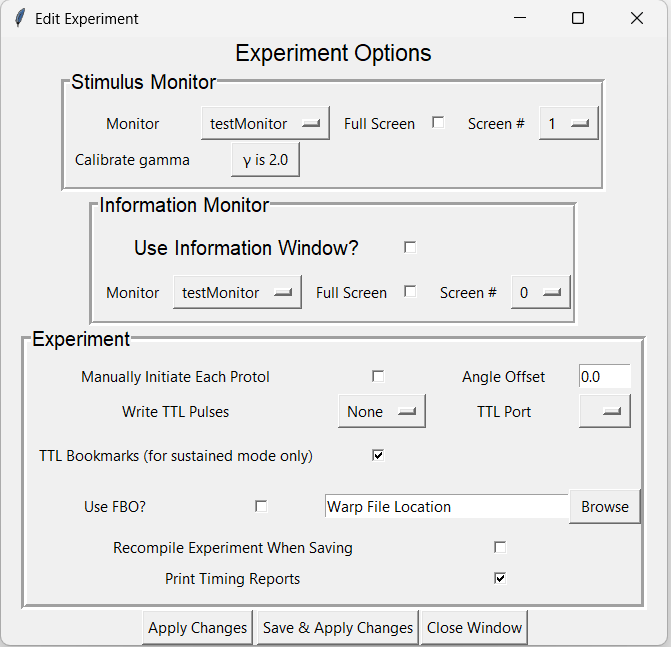 Edit Experiment
Experiment Options
Stimulus Monitor
Monitor testMonitor Full Screen Screen # 1
Calibrate gamma γ is 2.0
Information Monitor
Use Information Window?
Monitor testMonitor Full Screen Screen # 0
Experiment
Manually Initiate Each Protol Angle Offset 0.0
Write TTL Pulses None TTL Port
TTL Bookmarks (for sustained mode only)
Use FBO? Warp File Location Browse
Recompile Experiment When Saving
Print Timing Reports
Apply Changes Save & Apply Changes Close Window